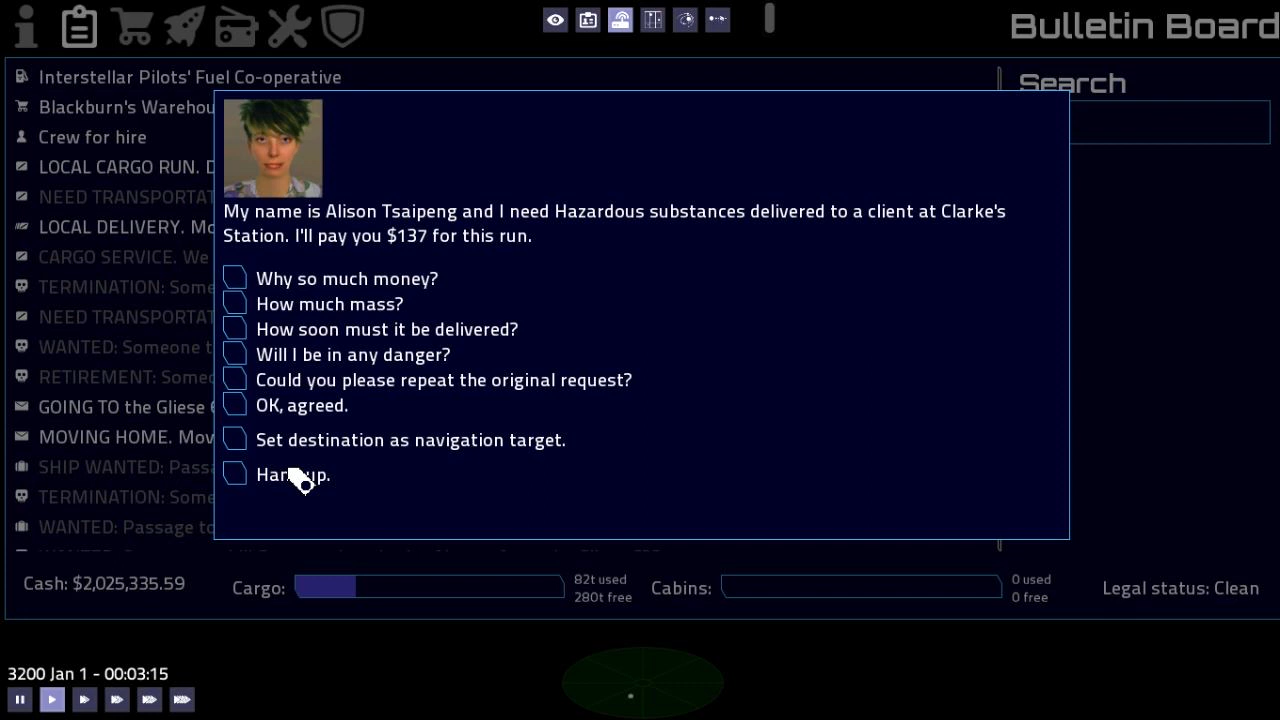 Bulletin Board
Interstellar Pilots' Fuel Co-operative
Search
Blackburn's Warehou
Crew for hire
LOCAL CARGO RUN. D
NEED TRANSPORTAT
LOCAL DELIVERY. Mo
CARGO SERVICE. We
TERMINATION: Some
NEED TRANSPORTAT
WANTED: Someone t
RETIREMENT: Someo
GOING TO the Gliese 6
MOVING HOME. Mov
SHIP WANTED: Passa
TERMINATION: Some
WANTED: Passage to
My name is Alison Tsaipeng and I need Hazardous substances delivered to a client at Clarke's
Station. I'll pay you $137 for this run.
Why so much money?
How much mass?
How soon must it be delivered?
Will I be in any danger?
Could you please repeat the original request?
OK, agreed.
Set destination as navigation target.
Hang up.
Cash: $2,025,335.59
Cargo:
82t used
280t free
Cabins:
0 used
0 free
Legal status: Clean
3200 Jan 1 - 00:03:15